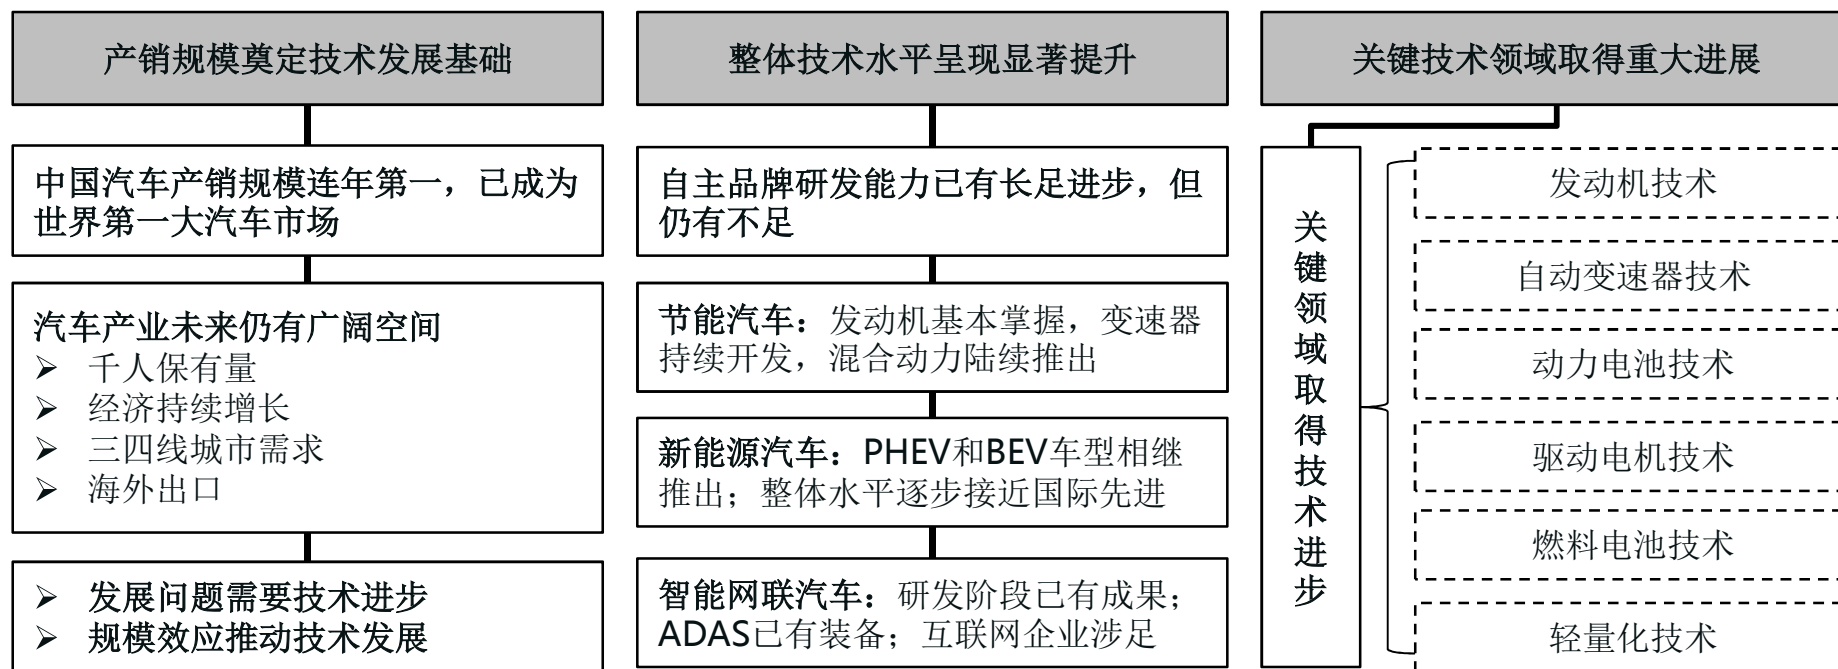 产销规模奠定技术发展基础
中国汽车产销规模连年第一，已成为
世界第一大汽车市场
汽车产业未来仍有广阔空间
➢ 千人保有量
➢ 经济持续增长
➢ 三四线城市需求
➢ 海外出口
➢ 发展问题需要技术进步
➢ 规模效应推动技术发展
整体技术水平呈现显著提升
自主品牌研发能力已有长足进步，但
仍有不足
节能汽车：发动机基本掌握，变速器
持续开发，混合动力陆续推出
新能源汽车：PHEV和BEV车型相继
推出；整体水平逐步接近国际先进
智能网联汽车：研发阶段已有成果；
ADAS已有装备；互联网企业涉足
关键技术领域取得重大进展
关键领域取得技术进步
发动机技术
自动变速器技术
动力电池技术
驱动电机技术
燃料电池技术
轻量化技术